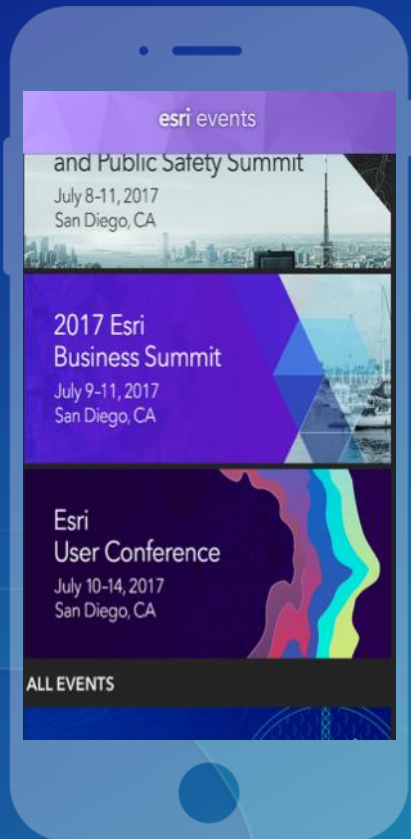 esri events
and Public Safety Summit
July 8-11, 2017
San Diego, CA
2017 Esri
Business Summit
July 9-11, 2017
San Diego, CA
Esri
User Conference
July 10-14, 2017
San Diego, CA
ALL EVENTS